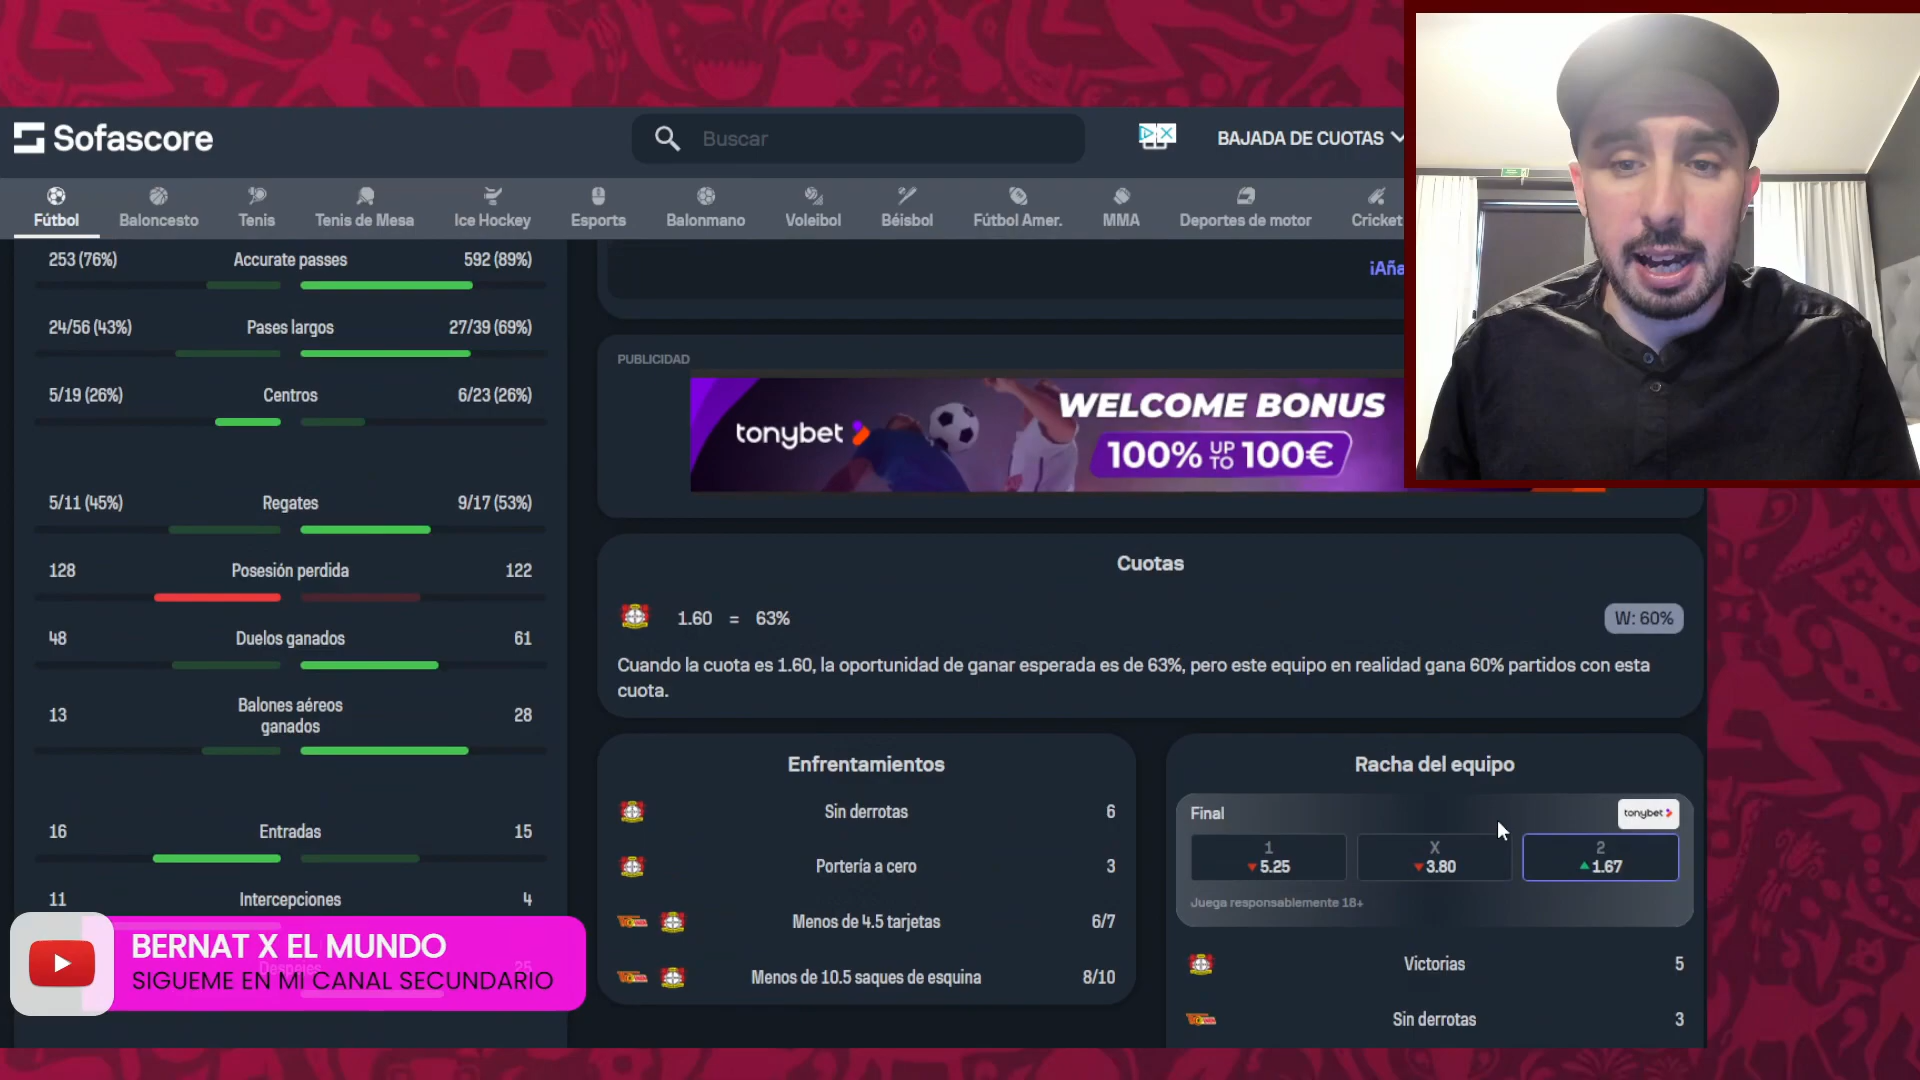 Sofascore
Buscar
BAJADA DE CUOTAS
Fútbol
Baloncesto
Tenis
Tenis de Mesa
Ice Hockey
Esports
Balonmano
Voleibol
Béisbol
Fútbol Amer.
MMA
Deportes de motor
Cricket
253 (76%) Accurate passes 592 (89%)
24/56 (43%) Pases largos 27/39 (69%)
5/19 (26%) Centros 6/23 (26%)
5/11 (45%) Regates 9/17 (53%)
128 Posesión perdida 122
48 Duelos ganados 61
13 Balones aéreos ganados 28
16 Entradas 15
11 Intercepciones 4
Despejes 25
BERNAT X EL MUNDO
SIGUEME EN MI CANAL SECUNDARIO
¡Aña
PUBLICIDAD
tonybet
WELCOME BONUS
100% UP TO 100€
Cuotas
1.60 = 63%
W: 60%
Cuando la cuota es 1.60, la oportunidad de ganar esperada es de 63%, pero este equipo en realidad gana 60% partidos con esta
cuota.
Enfrentamientos
Sin derrotas 6
Portería a cero 3
Menos de 4.5 tarjetas 6/7
Menos de 10.5 saques de esquina 8/10
Racha del equipo
Final
tonybet
1 X 2
5.25 3.80 1.67
Juega responsablemente 18+
Victorias 5
Sin derrotas 3